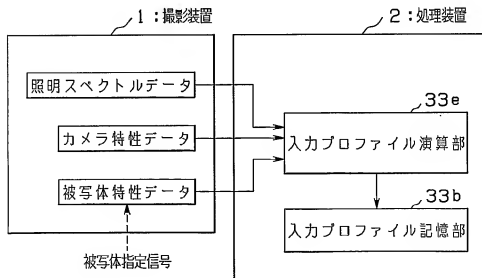 1:撮影装置
照明スペクトルデータ
カメラ特性データ
被写体特性データ
被写体指定信号
2:処理装置
33e
入力プロファイル演算部
33b
入力プロファイル記憶部